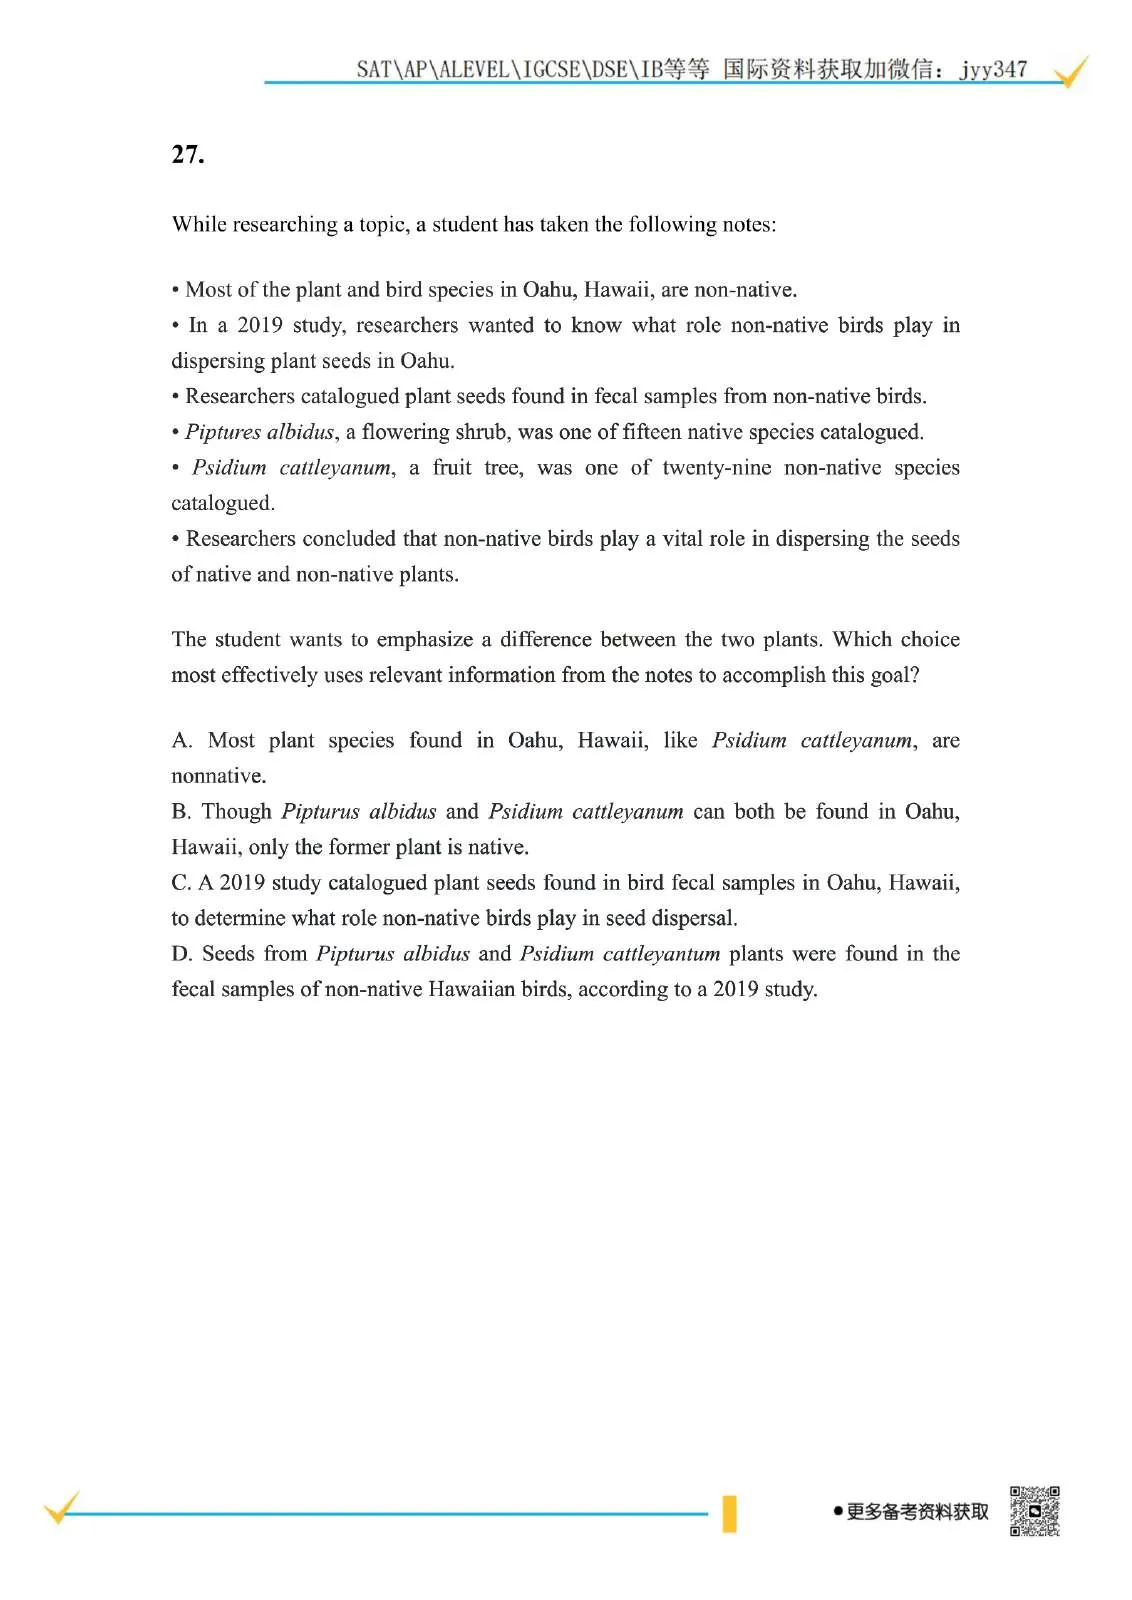 SAT\AP\ALEVEL\IGCSE\DSE\IB等等 国际资料获取加微信：jyy347
27.
While researching a topic, a student has taken the following notes:
• Most of the plant and bird species in Oahu, Hawaii, are non-native.
• In a 2019 study, researchers wanted to know what role non-native birds play in
dispersing plant seeds in Oahu.
• Researchers catalogued plant seeds found in fecal samples from non-native birds.
• Piptures albidus, a flowering shrub, was one of fifteen native species catalogued.
• Psidium cattleyanum, a fruit tree, was one of twenty-nine non-native species
catalogued.
• Researchers concluded that non-native birds play a vital role in dispersing the seeds
of native and non-native plants.
The student wants to emphasize a difference between the two plants. Which choice
most effectively uses relevant information from the notes to accomplish this goal?
A. Most plant species found in Oahu, Hawaii, like Psidium cattleyanum, are
nonnative.
B. Though Pipturus albidus and Psidium cattleyanum can both be found in Oahu,
Hawaii, only the former plant is native.
C. A 2019 study catalogued plant seeds found in bird fecal samples in Oahu, Hawaii,
to determine what role non-native birds play in seed dispersal.
D. Seeds from Pipturus albidus and Psidium cattleyantum plants were found in the
fecal samples of non-native Hawaiian birds, according to a 2019 study.
•更多备考资料获取